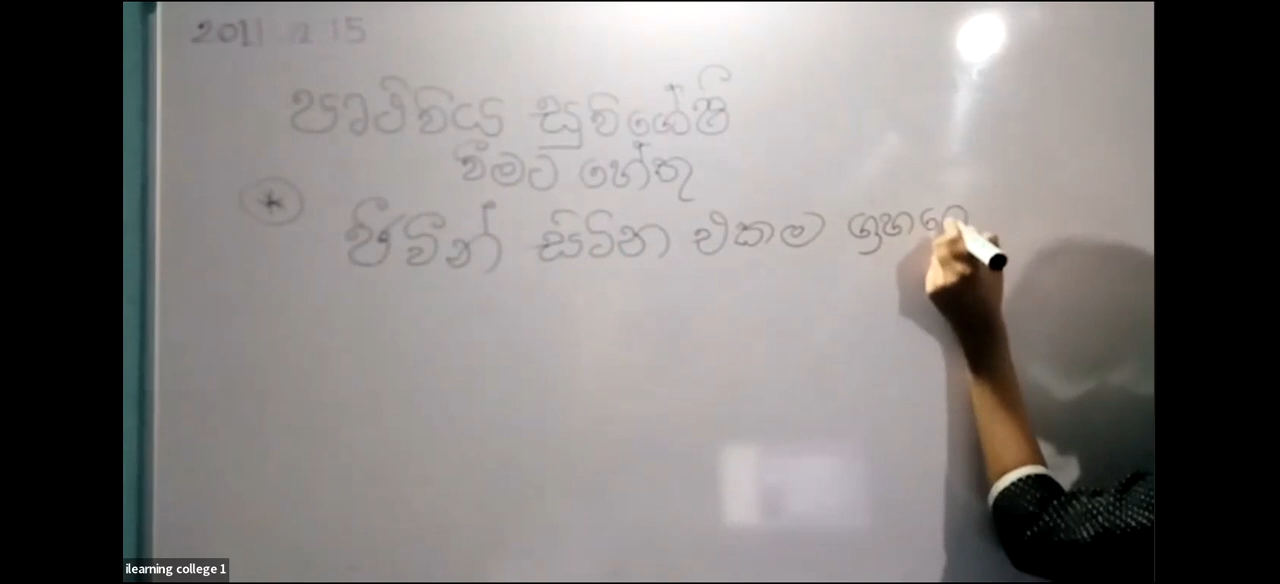 2011 12 15
පෘථිවිය සුවිශේෂී
වීමට හේතු
* ජීවීන් සිටින එකම ග්‍රහලෝ
ilearning college 1